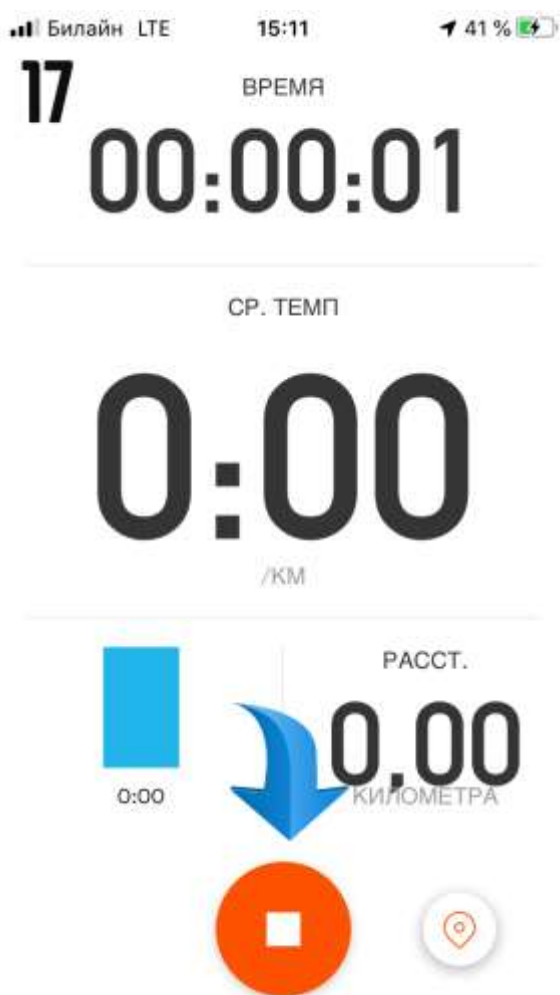 Билайн LTE 15:11 41 %
17
ВРЕМЯ
00:00:01
СР. ТЕМП
0:00
/КМ
РАССТ.
0,00
КИЛОМЕТРА
0:00